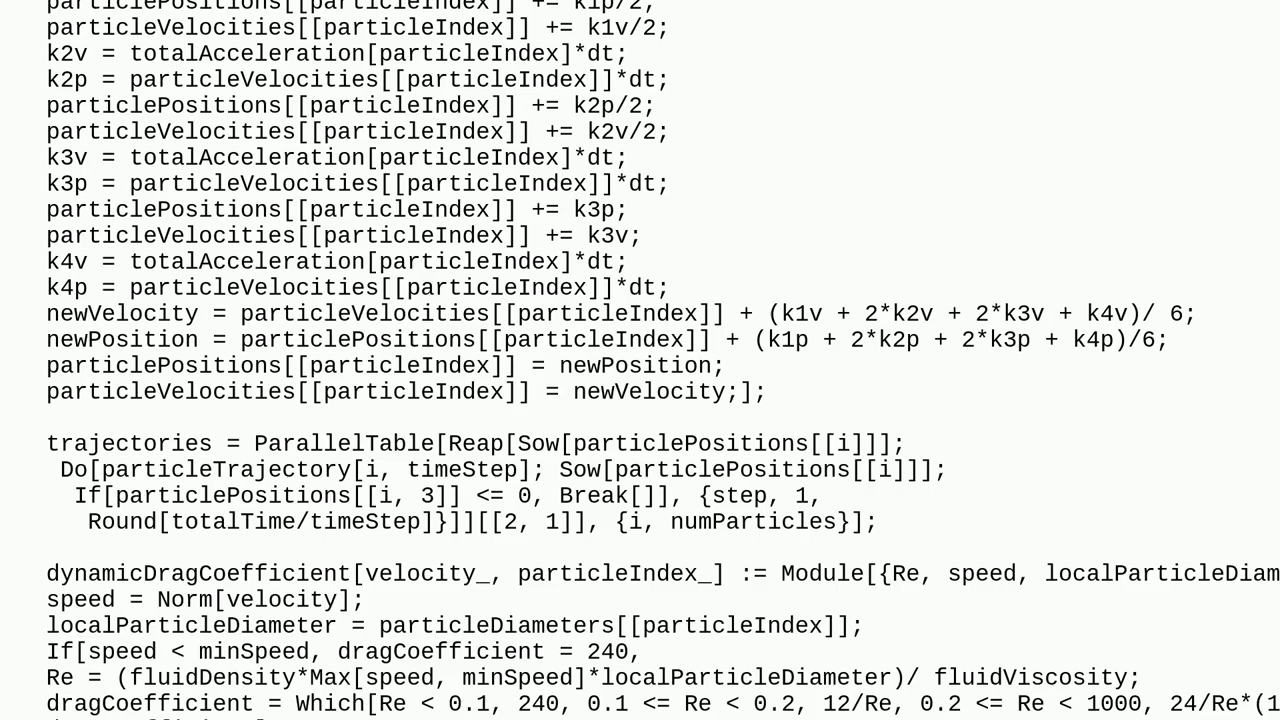 particlePositions[[particleIndex]] += k1p/2;
particleVelocities[[particleIndex]] += k1v/2;
k2v = totalAcceleration[particleIndex]*dt;
k2p = particleVelocities[[particleIndex]]*dt;
particlePositions[[particleIndex]] += k2p/2;
particleVelocities[[particleIndex]] += k2v/2;
k3v = totalAcceleration[particleIndex]*dt;
k3p = particleVelocities[[particleIndex]]*dt;
particlePositions[[particleIndex]] += k3p;
particleVelocities[[particleIndex]] += k3v;
k4v = totalAcceleration[particleIndex]*dt;
k4p = particleVelocities[[particleIndex]]*dt;
newVelocity = particleVelocities[[particleIndex]] + (k1v + 2*k2v + 2*k3v + k4v)/ 6;
newPosition = particlePositions[[particleIndex]] + (k1p + 2*k2p + 2*k3p + k4p)/6;
particlePositions[[particleIndex]] = newPosition;
particleVelocities[[particleIndex]] = newVelocity;];
trajectories = ParallelTable[Reap[Sow[particlePositions[[i]]];
Do[particleTrajectory[i, timeStep]; Sow[particlePositions[[i]]];
If[particlePositions[[i, 3]] <= 0, Break[]], {step, 1,
Round[totalTime/timeStep]}]][[2, 1]], {i, numParticles}];
dynamicDragCoefficient[velocity_, particleIndex_] := Module[{Re, speed, localParticleDiam
speed = Norm[velocity];
localParticleDiameter = particleDiameters[[particleIndex]];
If[speed < minSpeed, dragCoefficient = 240,
Re = (fluidDensity*Max[speed, minSpeed]*localParticleDiameter)/ fluidViscosity;
dragCoefficient = Which[Re < 0.1, 240, 0.1 <= Re < 0.2, 12/Re, 0.2 <= Re < 1000, 24/Re*(1